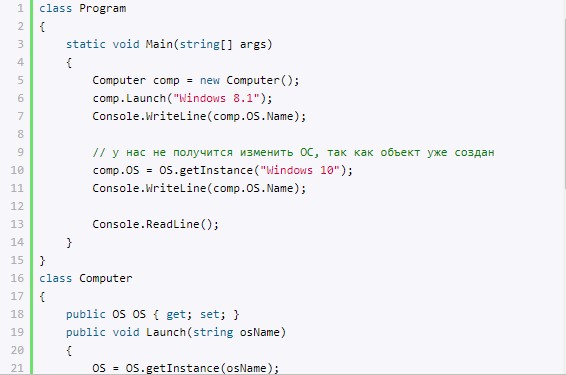 1 class Program
2 {
3     static void Main(string[] args)
4     {
5         Computer comp = new Computer();
6         comp.Launch("Windows 8.1");
7         Console.WriteLine(comp.OS.Name);
8
9         // у нас не получится изменить ОС, так как объект уже создан
10         comp.OS = OS.getInstance("Windows 10");
11         Console.WriteLine(comp.OS.Name);
12
13         Console.ReadLine();
14     }
15 }
16 class Computer
17 {
18     public OS OS { get; set; }
19     public void Launch(string osName)
20     {
21         OS = OS.getInstance(osName);